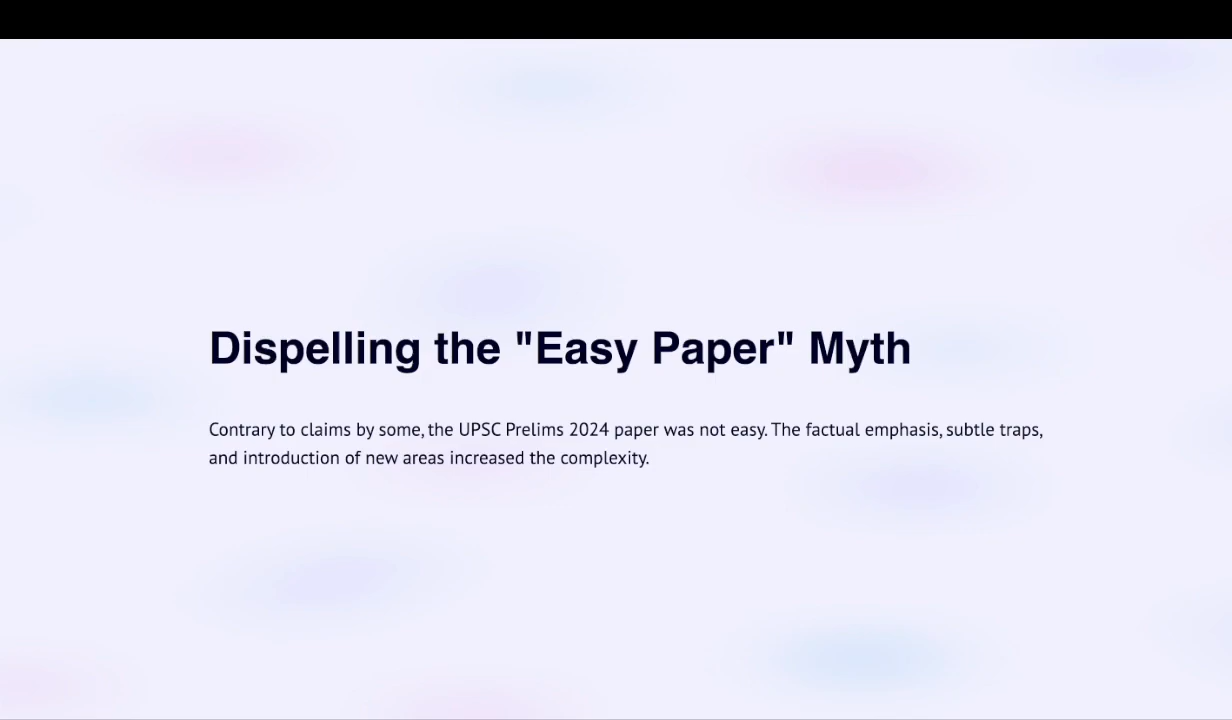 Dispelling the "Easy Paper" Myth
Contrary to claims by some, the UPSC Prelims 2024 paper was not easy. The factual emphasis, subtle traps,
and introduction of new areas increased the complexity.